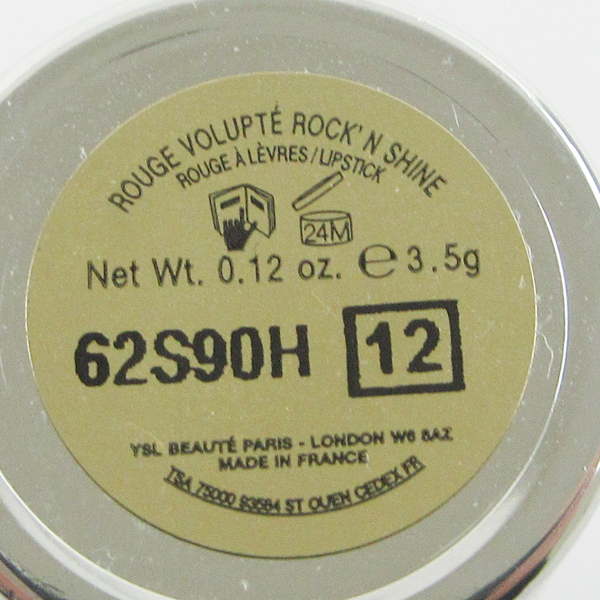 ROUGE VOLUPTÉ ROCK' N SHINE
ROUGE À LÈVRES / LIPSTICK
24M
Net Wt. 0.12 oz. ℮ 3.5g
62S90H 12
YSL BEAUTÉ PARIS - LONDON W6 8AZ
MADE IN FRANCE
TSA 75000 93584 ST OUEN CEDEX FR